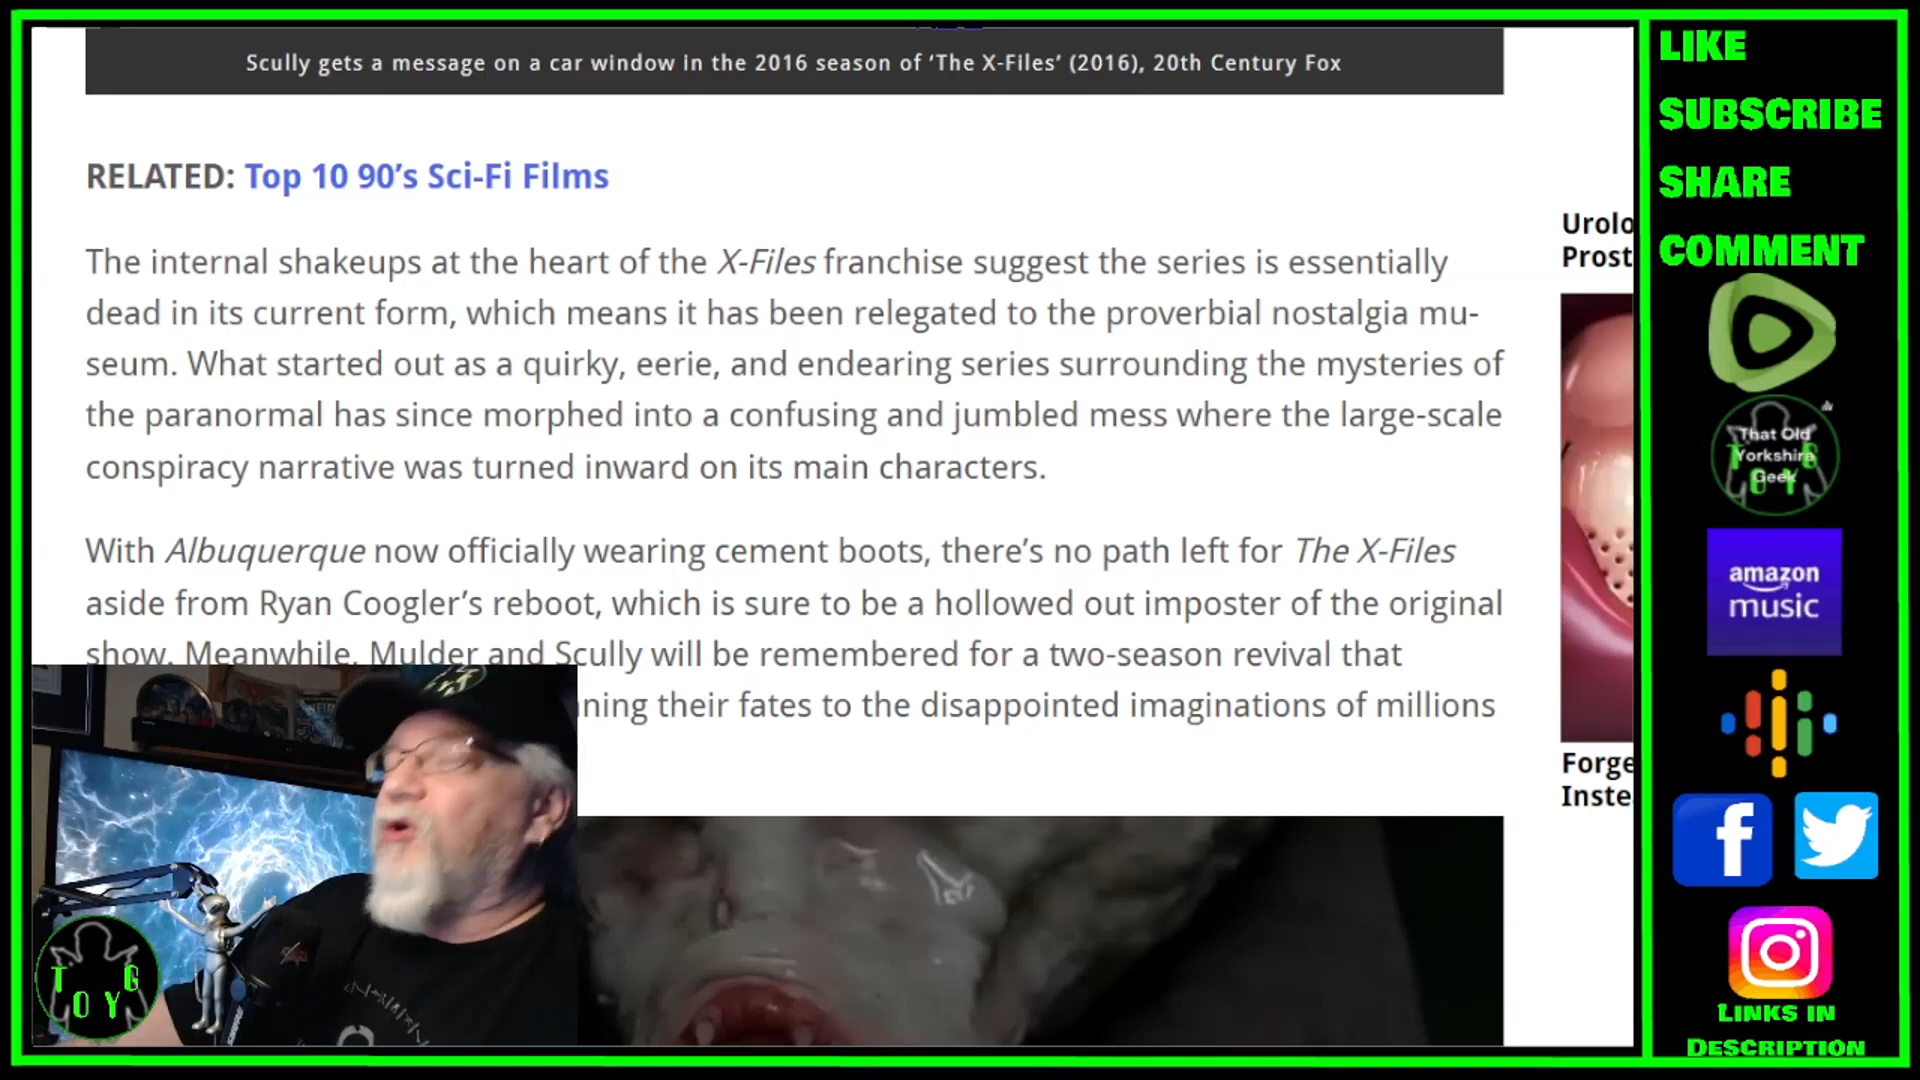 Scully gets a message on a car window in the 2016 season of ‘The X-Files’ (2016), 20th Century Fox
RELATED: Top 10 90’s Sci-Fi Films
The internal shakeups at the heart of the X-Files franchise suggest the series is essentially
dead in its current form, which means it has been relegated to the proverbial nostalgia mu-
seum. What started out as a quirky, eerie, and endearing series surrounding the mysteries of
the paranormal has since morphed into a confusing and jumbled mess where the large-scale
conspiracy narrative was turned inward on its main characters.
With Albuquerque now officially wearing cement boots, there’s no path left for The X-Files
aside from Ryan Coogler’s reboot, which is sure to be a hollowed out imposter of the original
show. Meanwhile, Mulder and Scully will be remembered for a two-season revival that
nning their fates to the disappointed imaginations of millions
Urolo
Prost
Forge
Inste
LIKE
SUBSCRIBE
SHARE
COMMENT
That Old
Yorkshire
Geek
amazon
music
f
LINKS IN
DESCRIPTION
T G
O Y